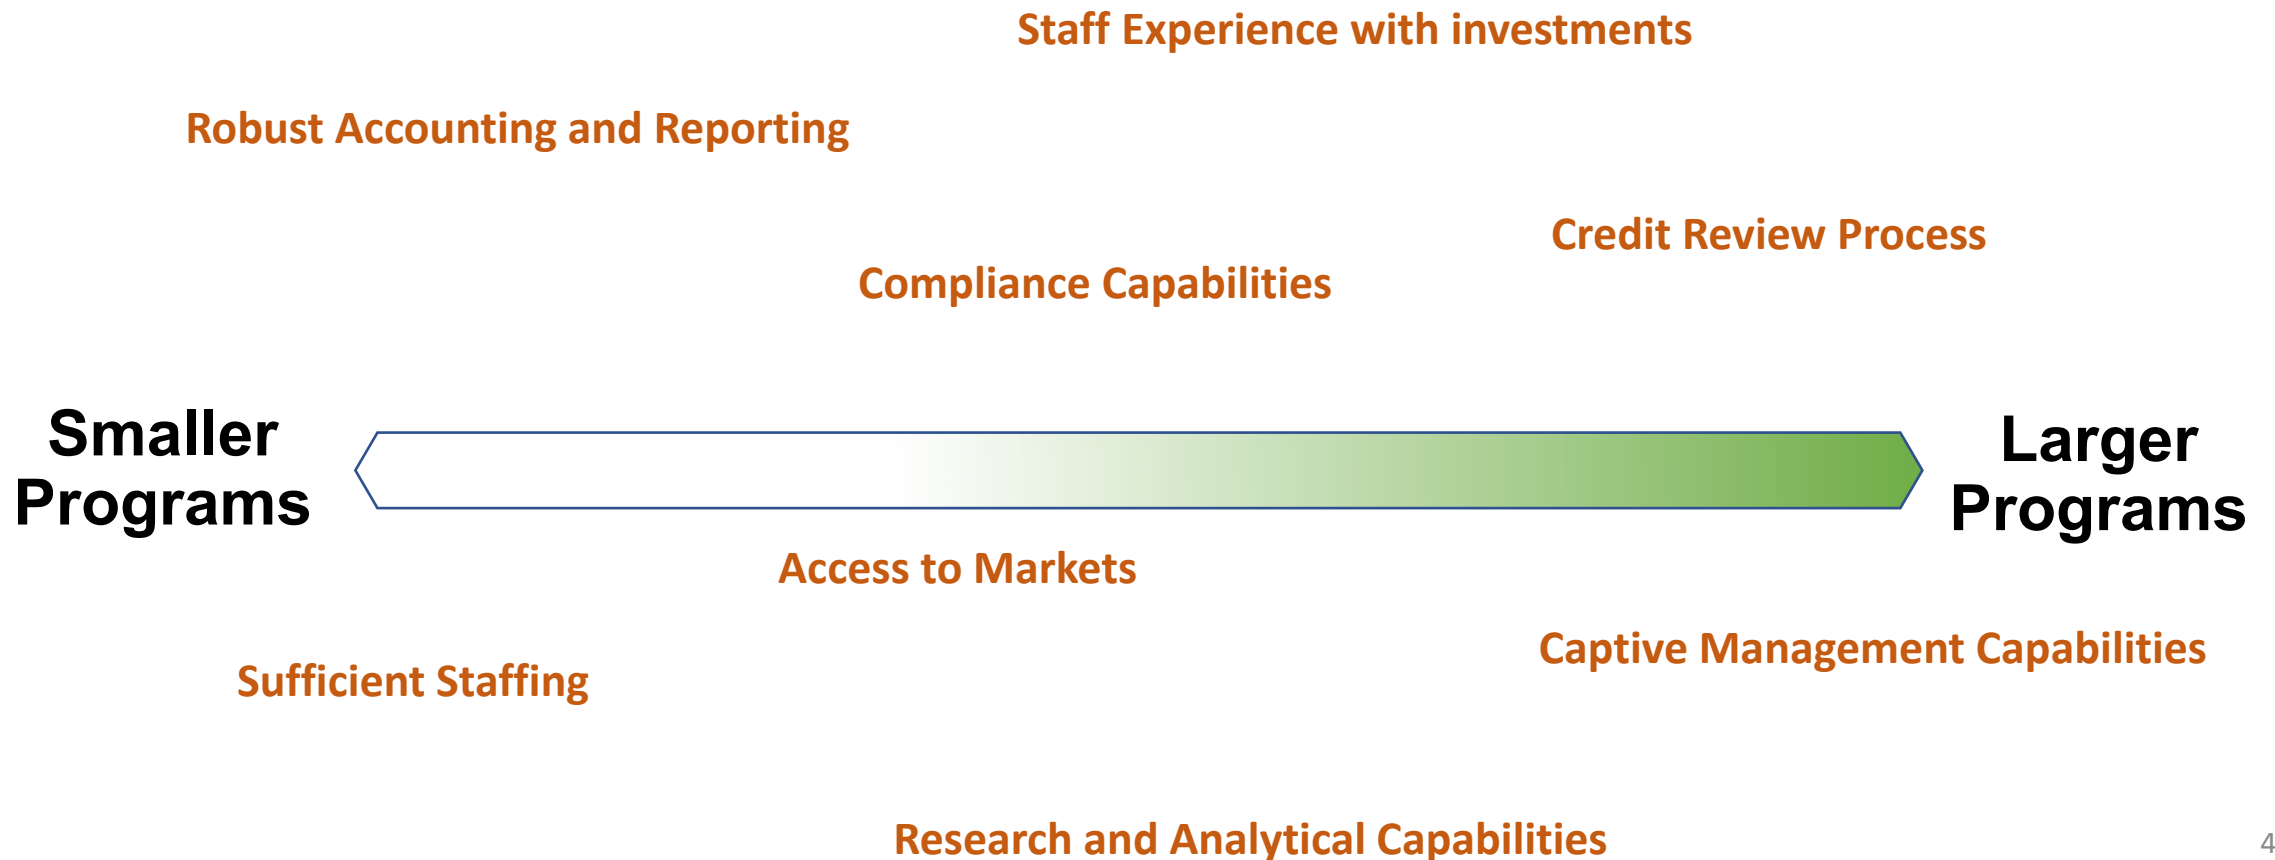 Staff Experience with investments
Robust Accounting and Reporting
Credit Review Process
Compliance Capabilities
Smaller
Programs
Larger
Programs
Access to Markets
Captive Management Capabilities
Sufficient Staffing
Research and Analytical Capabilities
4